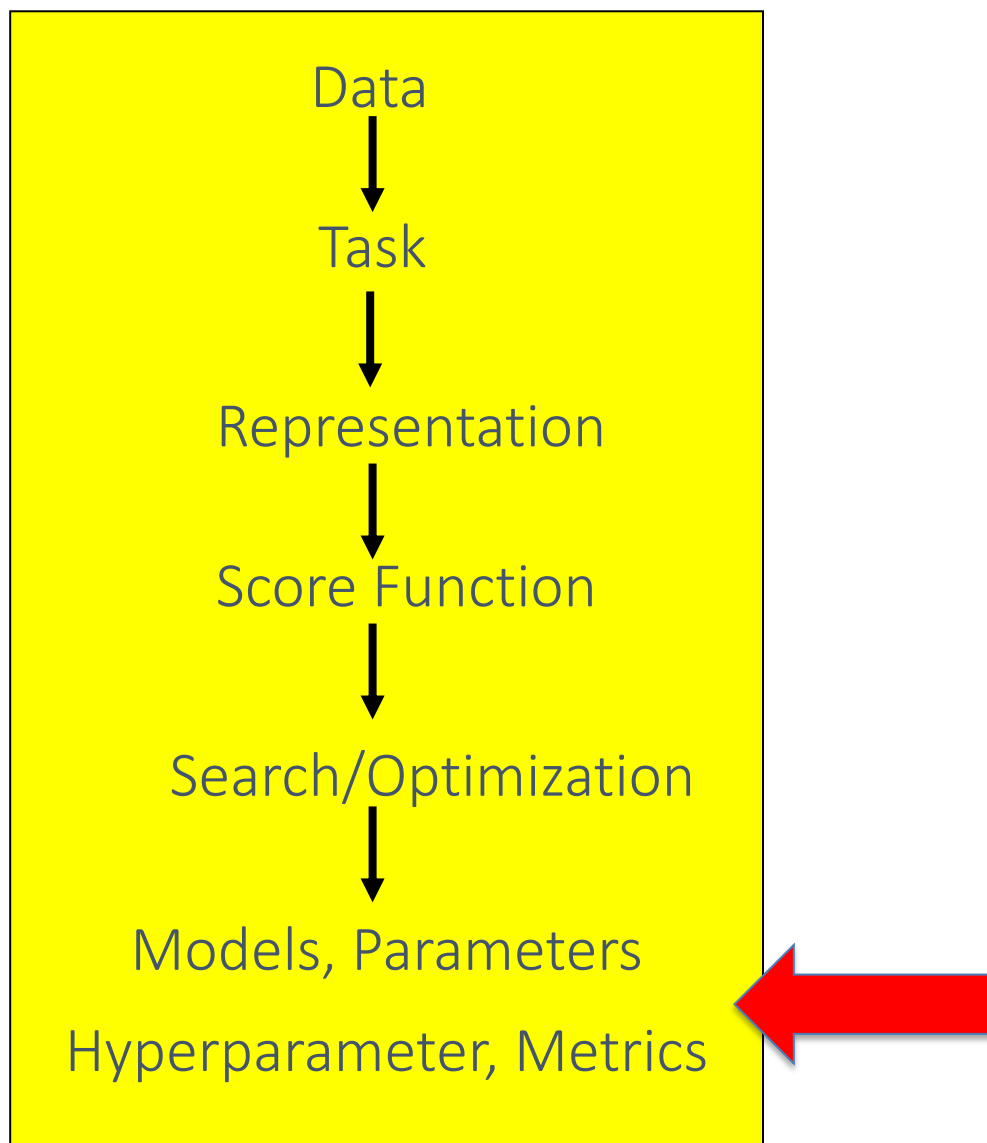 Data
Task
Representation
Score Function
Search/Optimization
Models, Parameters
Hyperparameter, Metrics